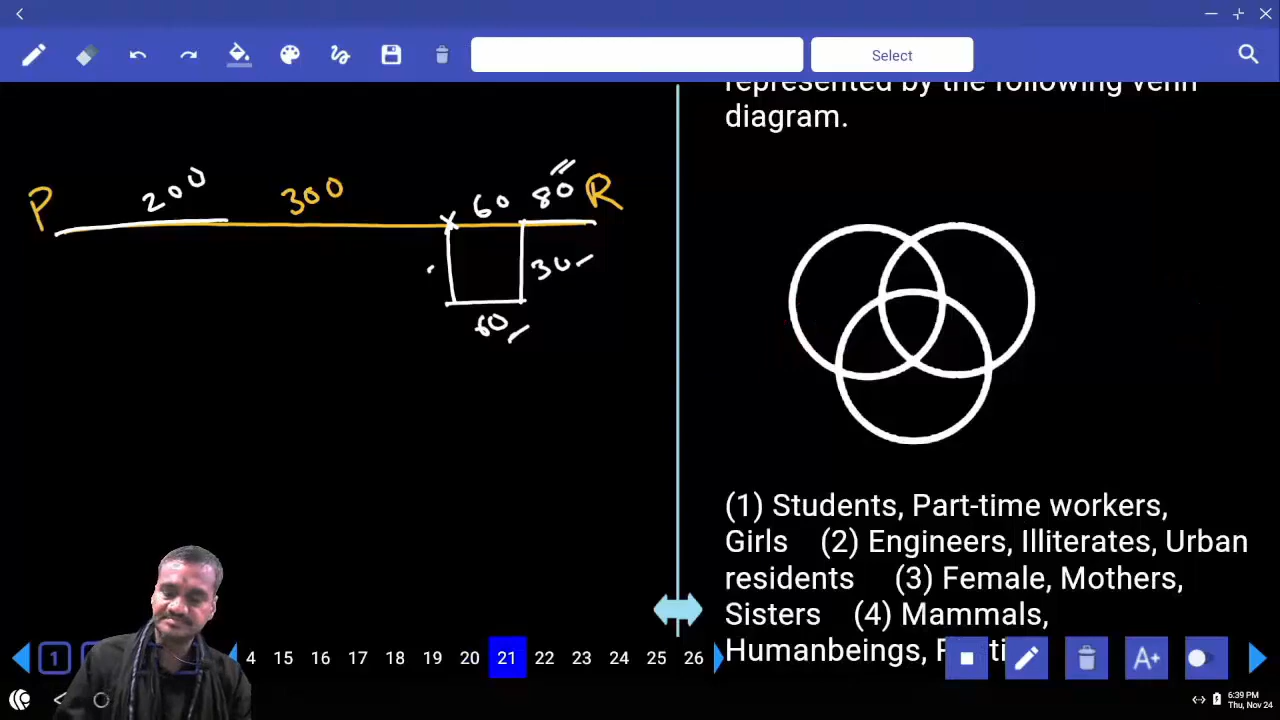 Select
represented by the following venn
diagram.
P 200 300 60 80 R
30
60
(1) Students, Part-time workers,
Girls (2) Engineers, Illiterates, Urban
residents (3) Female, Mothers,
Sisters (4) Mammals,
Humanbeings,
1
4 15 16 17 18 19 20 21 22 23 24 25 26
A+
6:39 PM
Thu, Nov 24